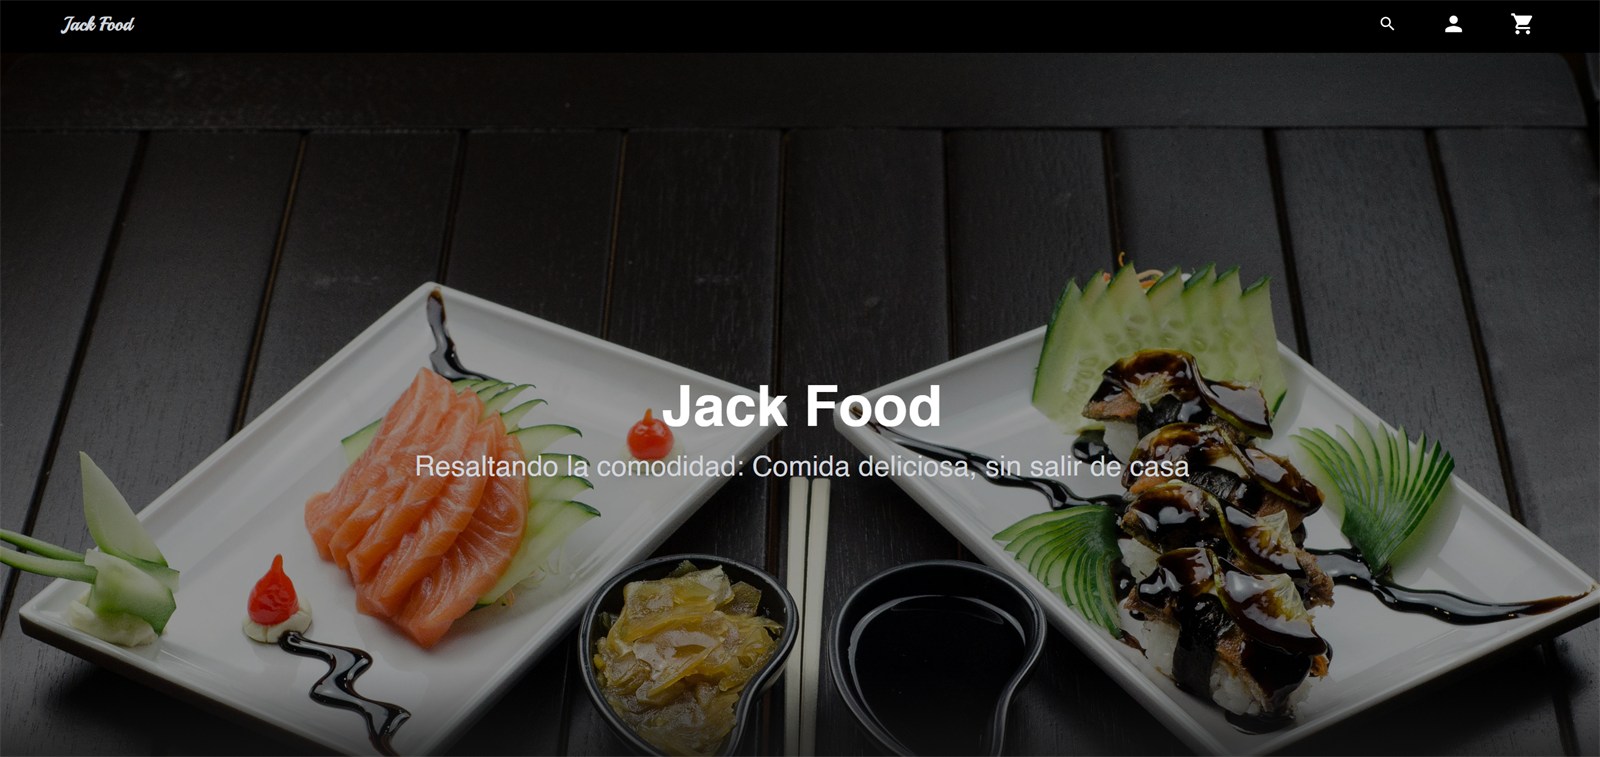 Jack Food
Jack Food
Resaltando la comodidad: Comida deliciosa, sin salir de casa